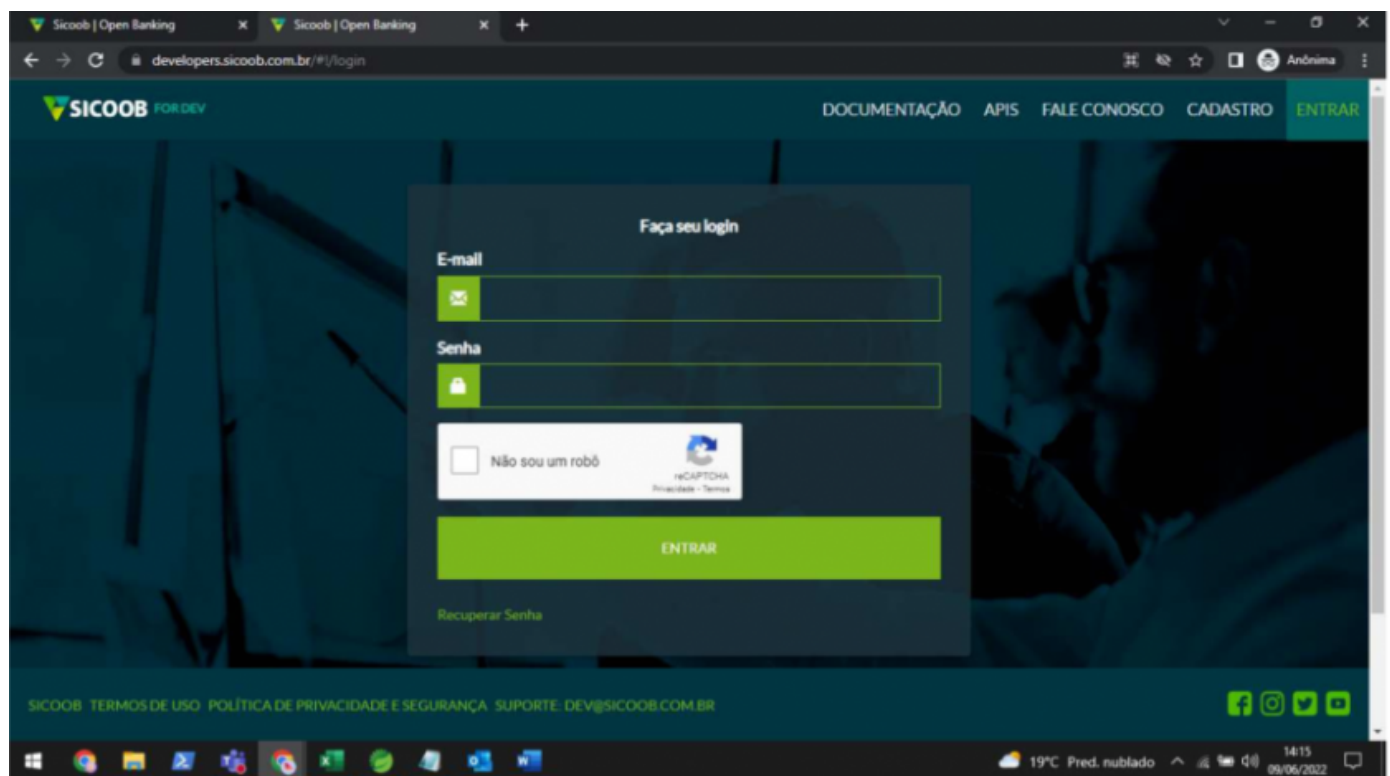 Sicoob | Open Banking
Sicoob | Open Banking
developers.sicoob.com.br/#!/login
Anônima
SICOOB FOR DEV
DOCUMENTAÇÃO APIS FALE CONOSCO CADASTRO ENTRAR
Faça seu login
E-mail
Senha
Não sou um robô
reCAPTCHA
Privacidade - Termos
ENTRAR
Recuperar Senha
SICOOB TERMOS DE USO POLÍTICA DE PRIVACIDADE E SEGURANÇA SUPORTE: DEV@SICOOB.COM.BR
19°C Pred. nublado
14:15
09/06/2022